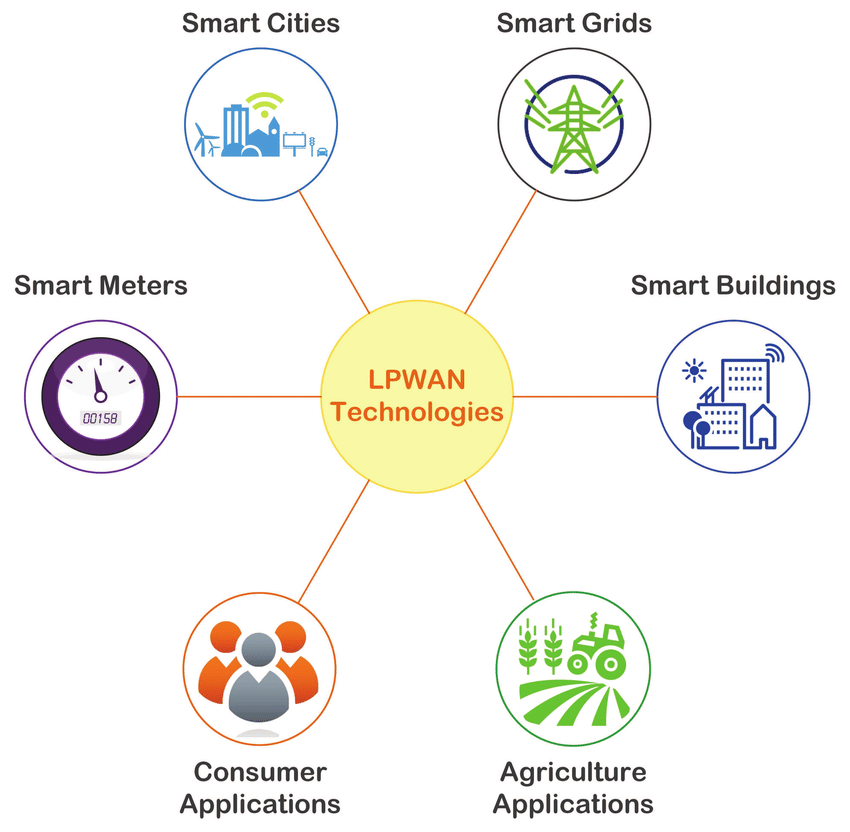 Smart Cities
Smart Grids
Smart Meters
Smart Buildings
LPWAN
Technologies
00158
Consumer
Applications
Agriculture
Applications